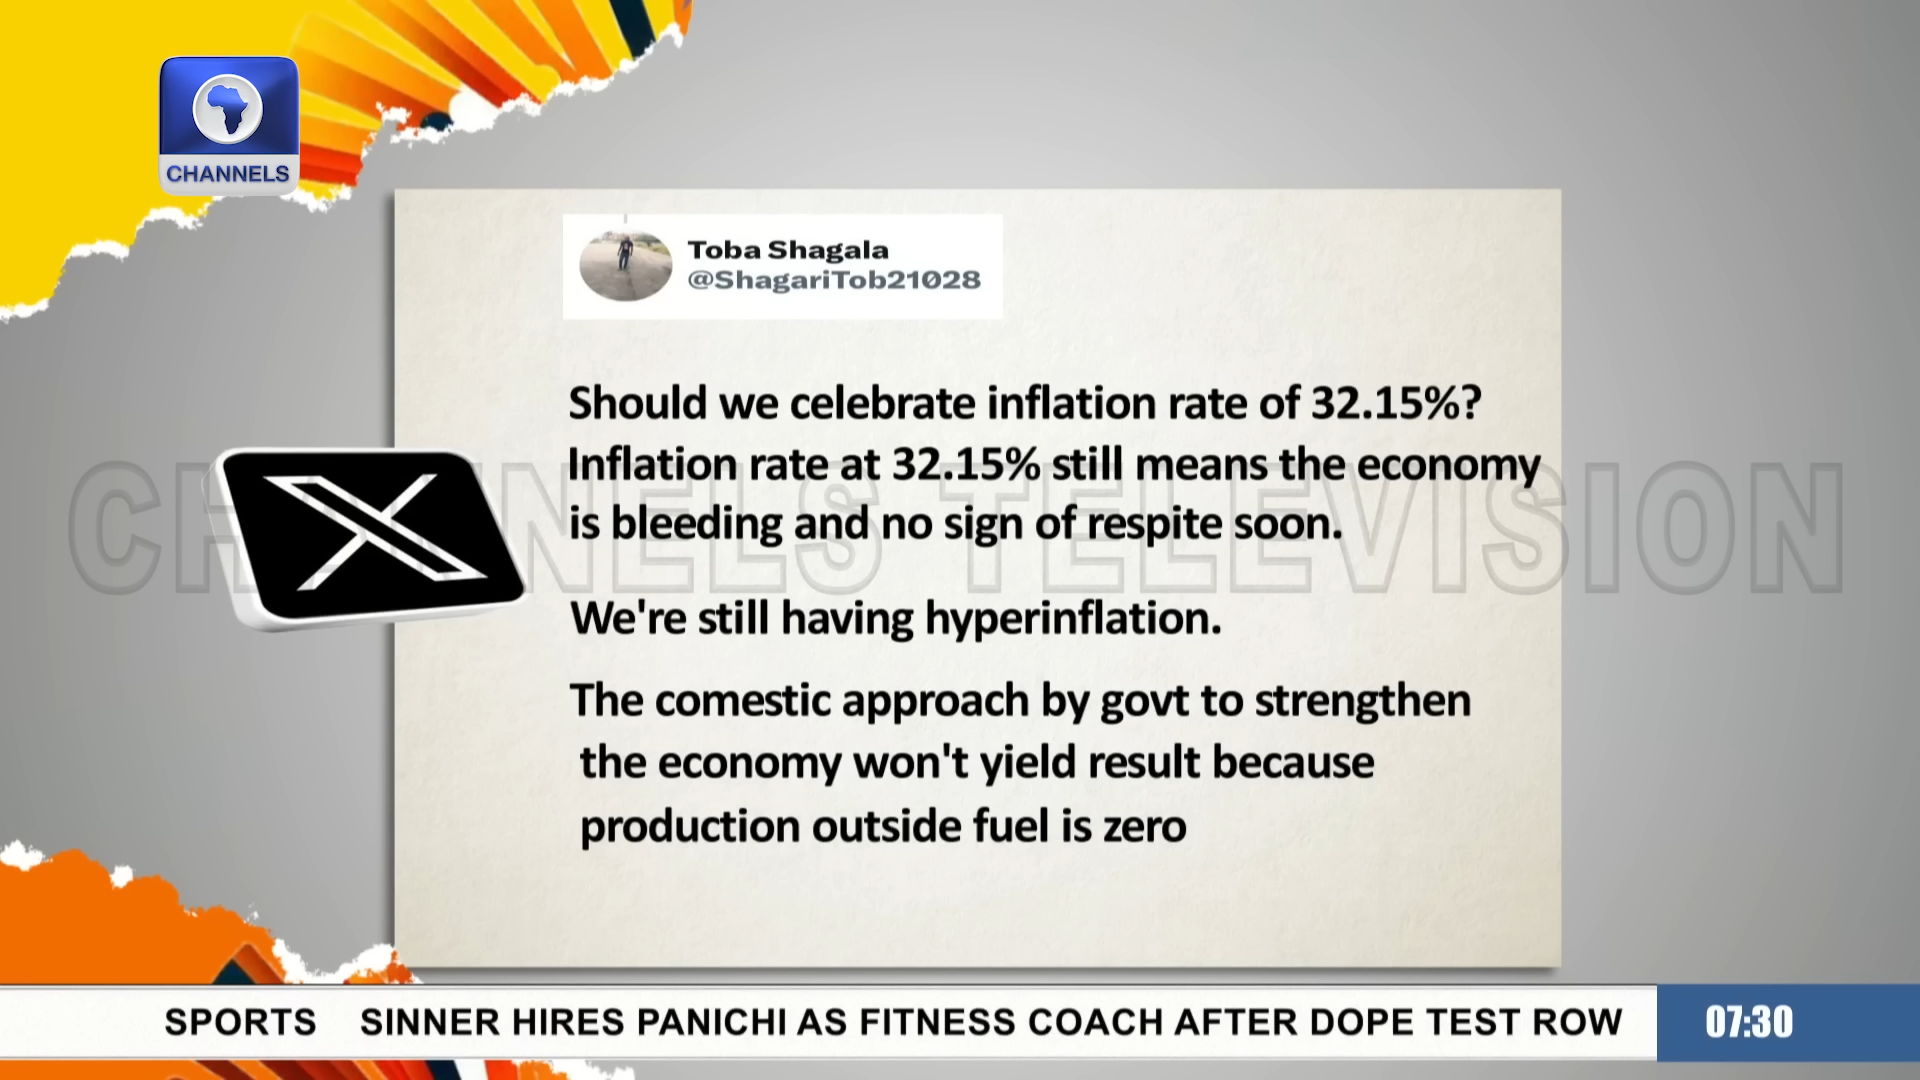 CHANNELS
Toba Shagala
@ShagariTob21028
Should we celebrate inflation rate of 32.15%?
Inflation rate at 32.15% still means the economy
is bleeding and no sign of respite soon.
We're still having hyperinflation.
The comestic approach by govt to strengthen
the economy won't yield result because
production outside fuel is zero
CHANNELS TELEVISION
SPORTS SINNER HIRES PANICHI AS FITNESS COACH AFTER DOPE TEST ROW
07:30